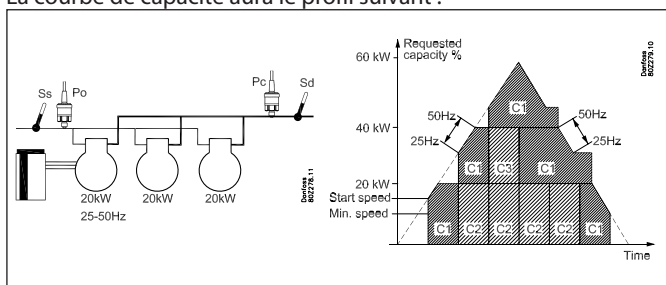 La courbe de capacité aura le profil suivant :
Ss
Po
Pc
Sd
20kW
20kW
20kW
25-50Hz
Danfoss
80Z278.11
60 kW
Requested
capacity %
Danfoss
80Z279.10
C1
50Hz
50Hz
25Hz
25Hz
40 kW
C1
C3
C1
20 kW
Start speed
Min. speed
C1
C2
C2
C2
C2
C1
Time